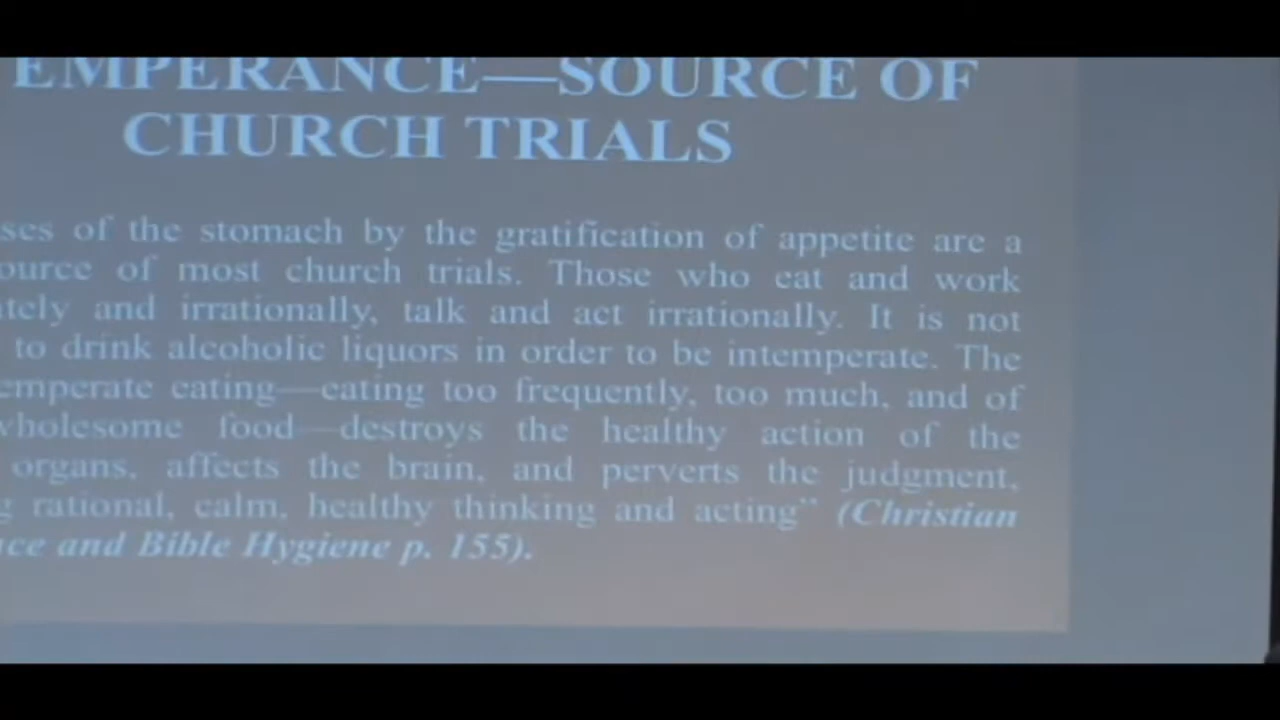 EMPERANCE—SOURCE OF
CHURCH TRIALS
ses of the stomach by the gratification of appetite are a
ource of most church trials. Those who eat and work
tely and irrationally, talk and act irrationally. It is not
to drink alcoholic liquors in order to be intemperate. The
emperate eating—eating too frequently, too much, and of
wholesome food—destroys the healthy action of the
organs, affects the brain, and perverts the judgment,
g rational, calm, healthy thinking and acting” (Christian
ce and Bible Hygiene p. 155).